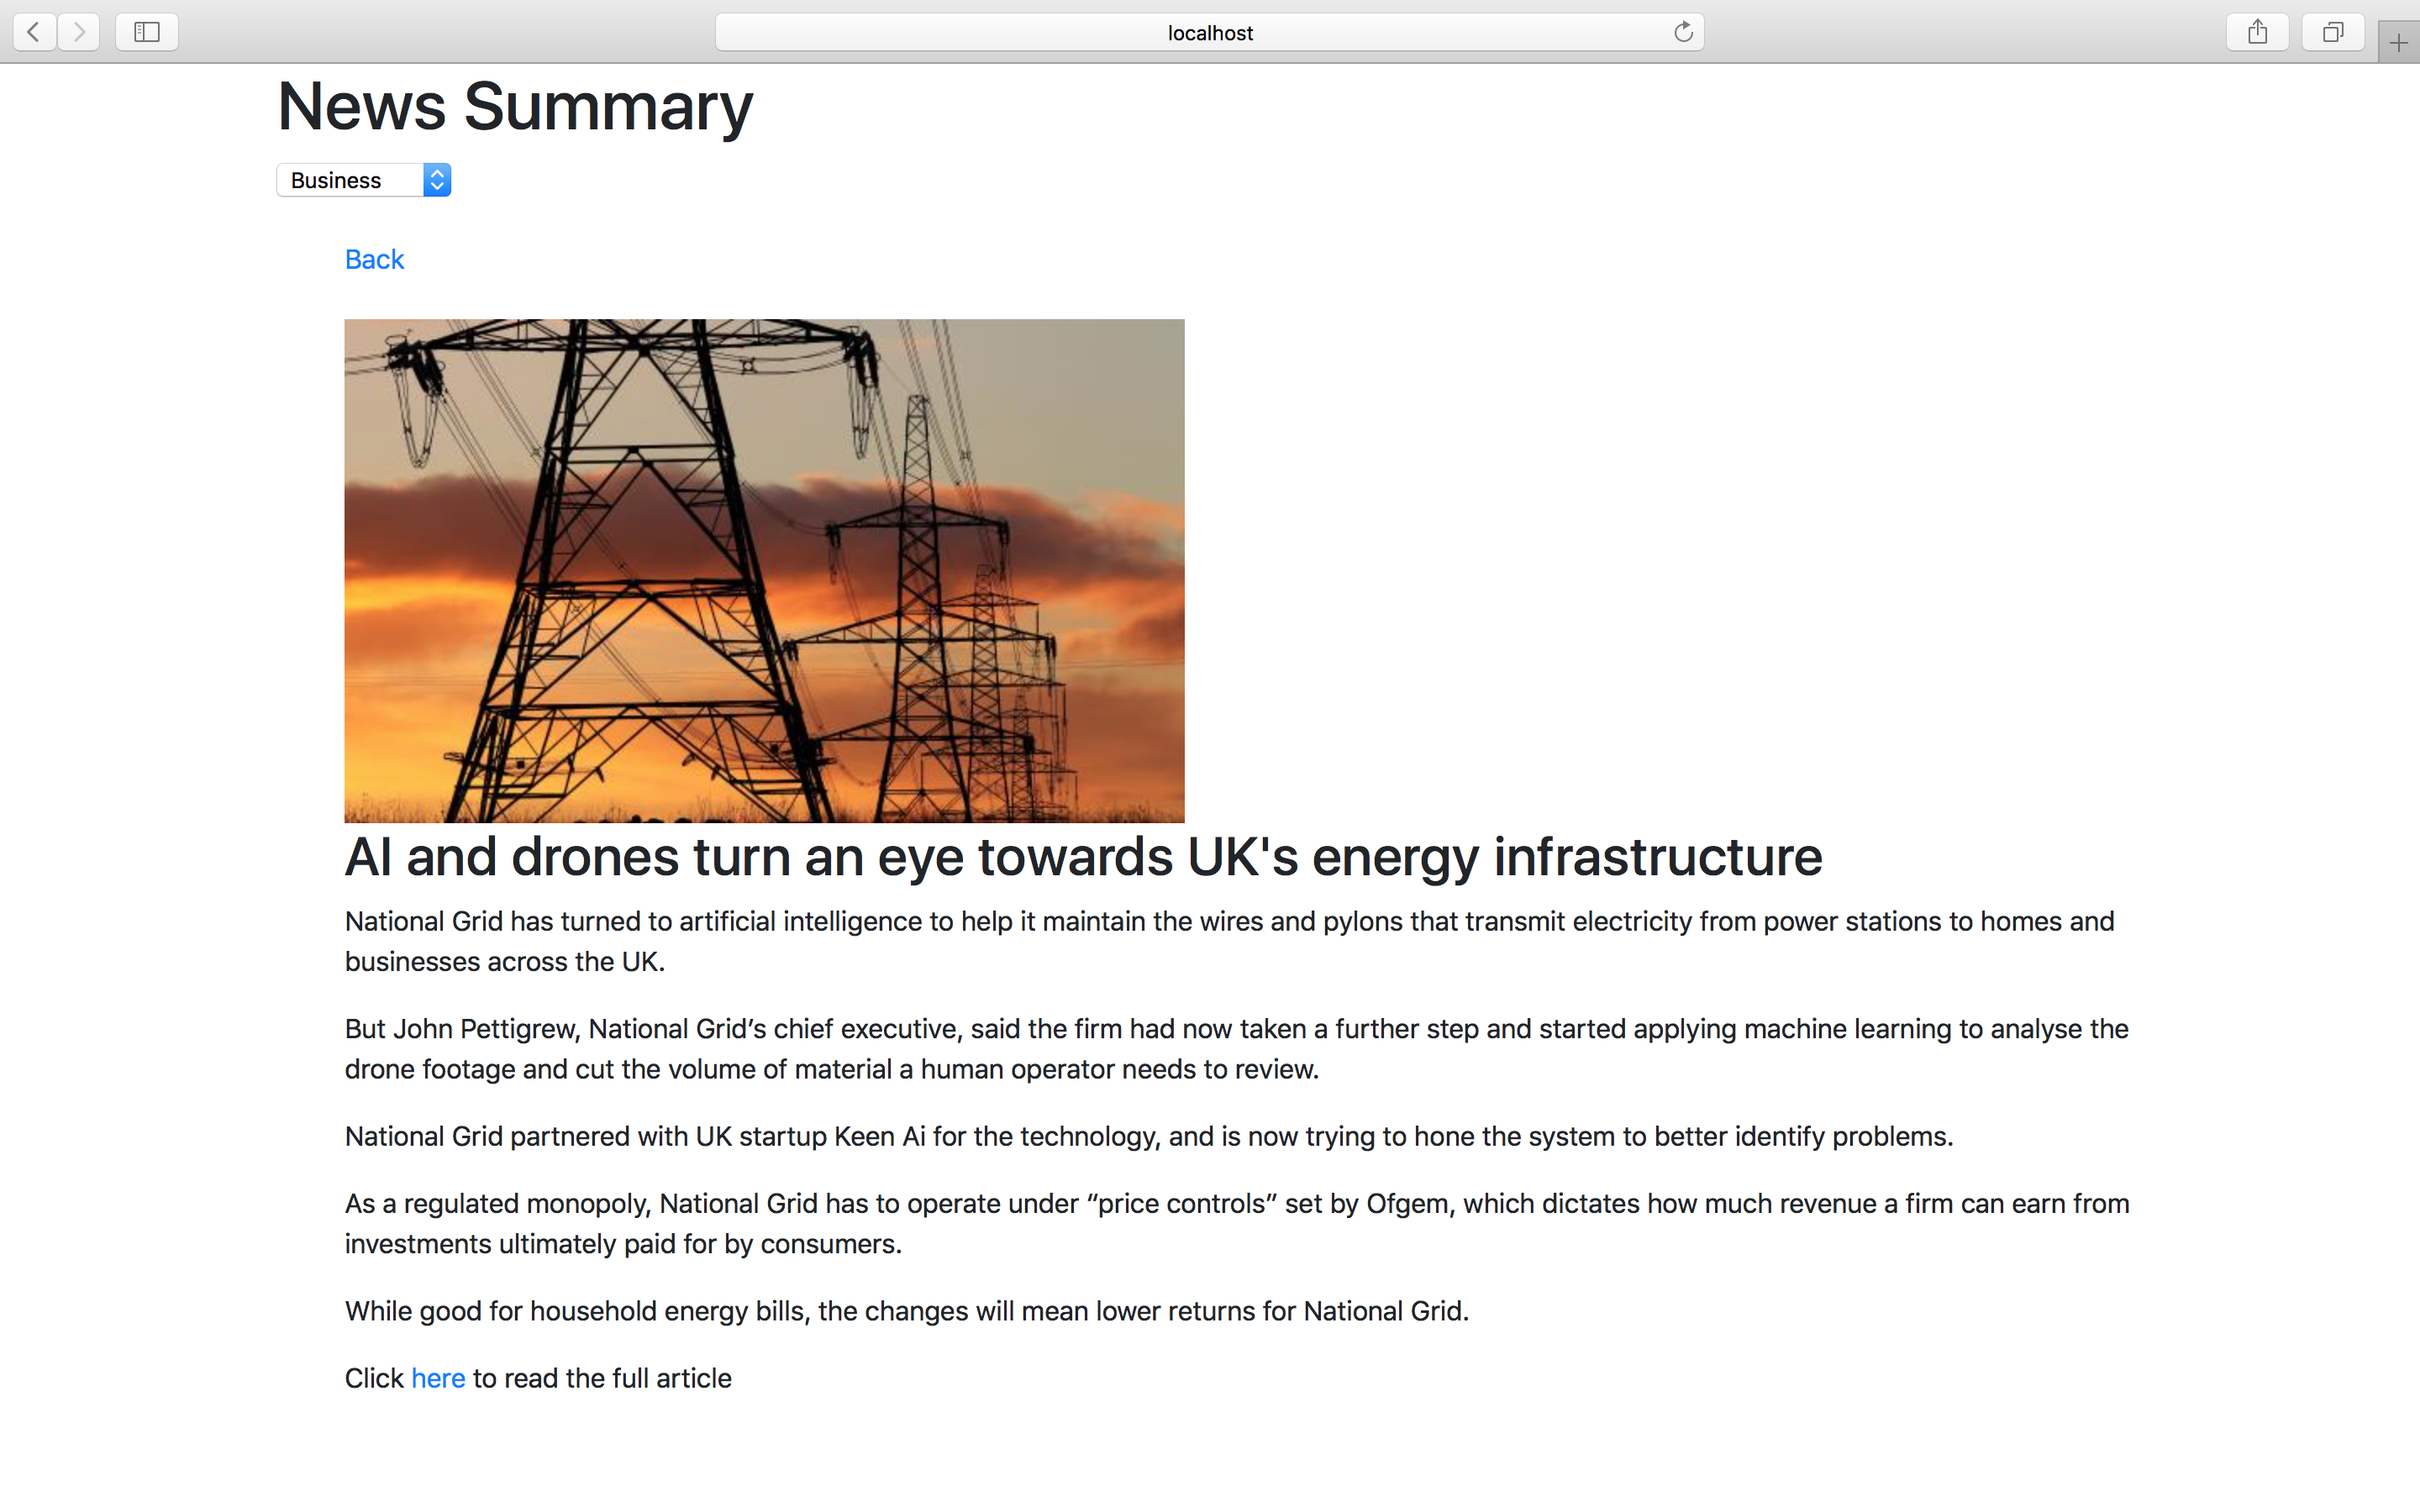 localhost
News Summary
Business
Back
AI and drones turn an eye towards UK's energy infrastructure
National Grid has turned to artificial intelligence to help it maintain the wires and pylons that transmit electricity from power stations to homes and
businesses across the UK.
But John Pettigrew, National Grid’s chief executive, said the firm had now taken a further step and started applying machine learning to analyse the
drone footage and cut the volume of material a human operator needs to review.
National Grid partnered with UK startup Keen Ai for the technology, and is now trying to hone the system to better identify problems.
As a regulated monopoly, National Grid has to operate under “price controls” set by Ofgem, which dictates how much revenue a firm can earn from
investments ultimately paid for by consumers.
While good for household energy bills, the changes will mean lower returns for National Grid.
Click here to read the full article